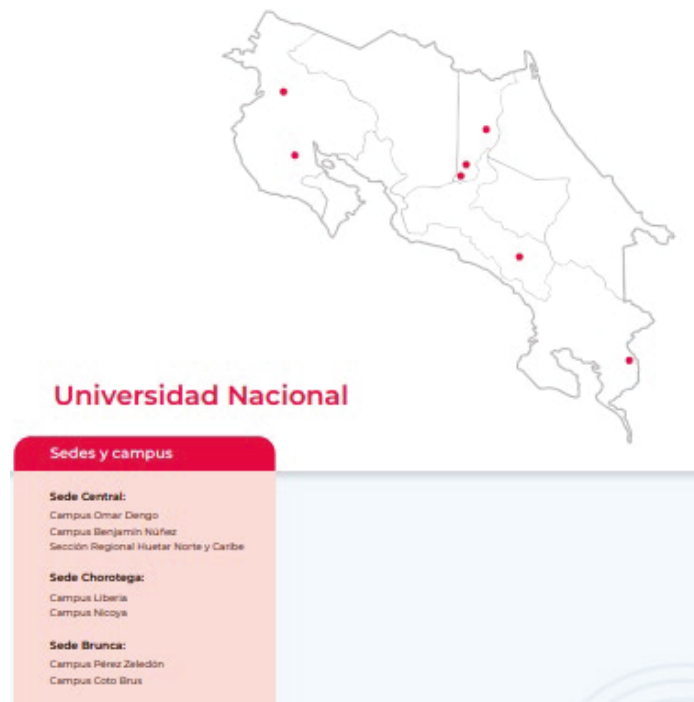 Universidad Nacional
Sedes y campus
Sede Central:
Campus Omar Dengo
Campus Benjamín Núñez
Sección Regional Huetar Norte y Caribe
Sede Chorotega:
Campus Liberia
Campus Nicoya
Sede Brunca:
Campus Pérez Zeledón
Campus Coto Brus